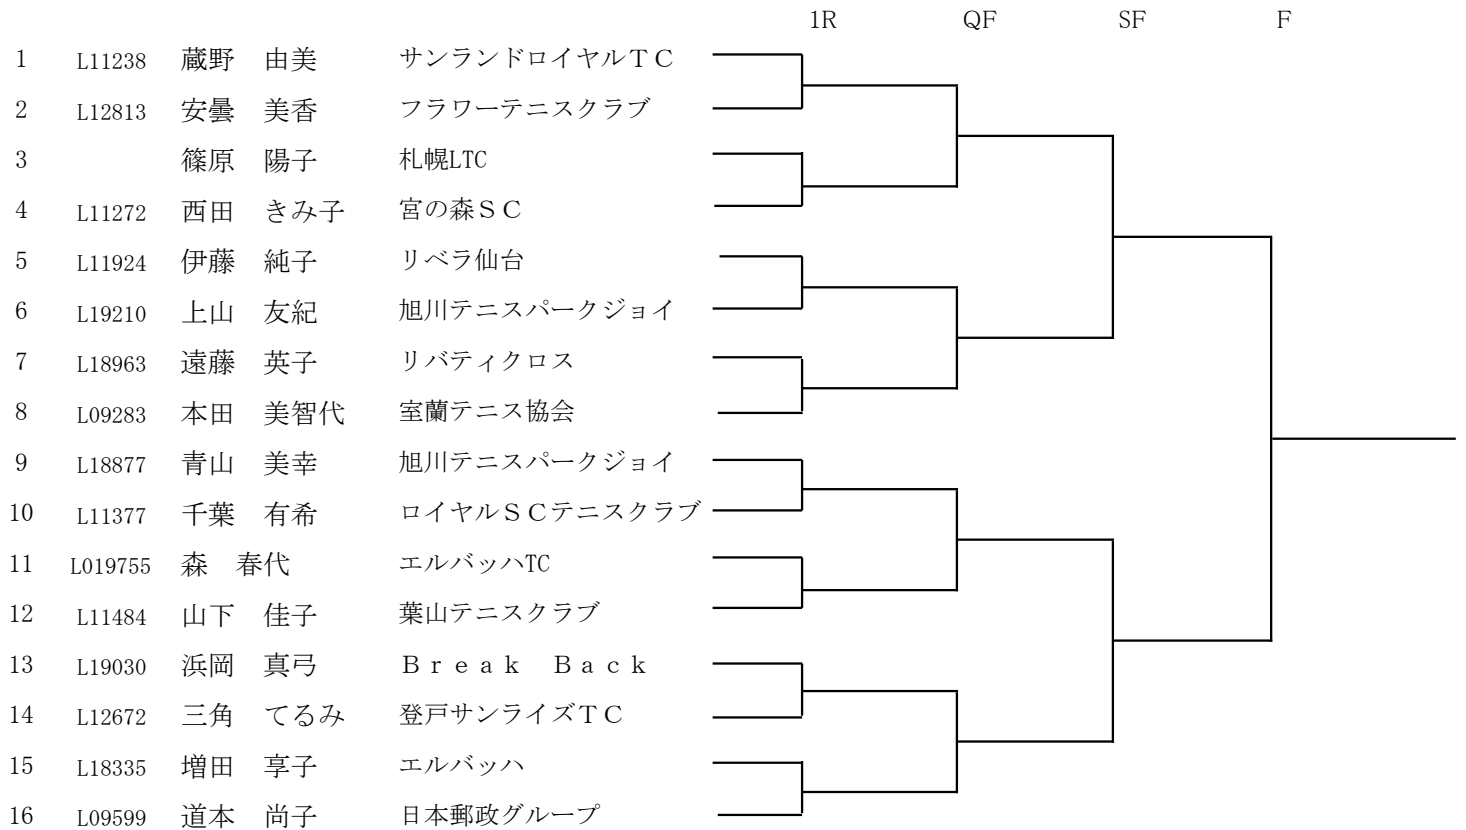 1R QF SF F
1 L11238 蔵野 由美 サンランドロイヤルＴＣ
2 L12813 安曇 美香 フラワーテニスクラブ
3 篠原 陽子 札幌LTC
4 L11272 西田 きみ子 宮の森ＳＣ
5 L11924 伊藤 純子 リベラ仙台
6 L19210 上山 友紀 旭川テニスパークジョイ
7 L18963 遠藤 英子 リバティクロス
8 L09283 本田 美智代 室蘭テニス協会
9 L18877 青山 美幸 旭川テニスパークジョイ
10 L11377 千葉 有希 ロイヤルＳＣテニスクラブ
11 L019755 森 春代 エルバッハTC
12 L11484 山下 佳子 葉山テニスクラブ
13 L19030 浜岡 真弓 Ｂｒｅａｋ Ｂａｃｋ
14 L12672 三角 てるみ 登戸サンライズＴＣ
15 L18335 増田 享子 エルバッハ
16 L09599 道本 尚子 日本郵政グループ